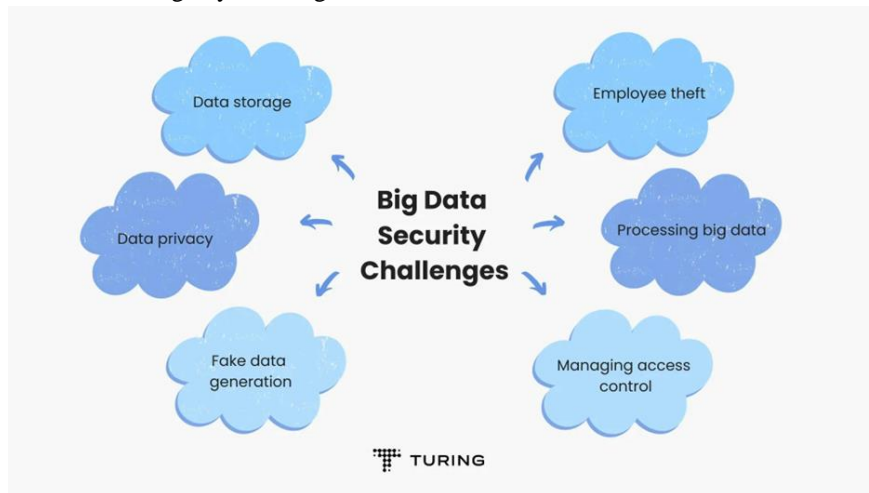 Data storage
Employee theft
Big Data
Security
Challenges
Data privacy
Processing big data
Fake data
generation
Managing access
control
TURING